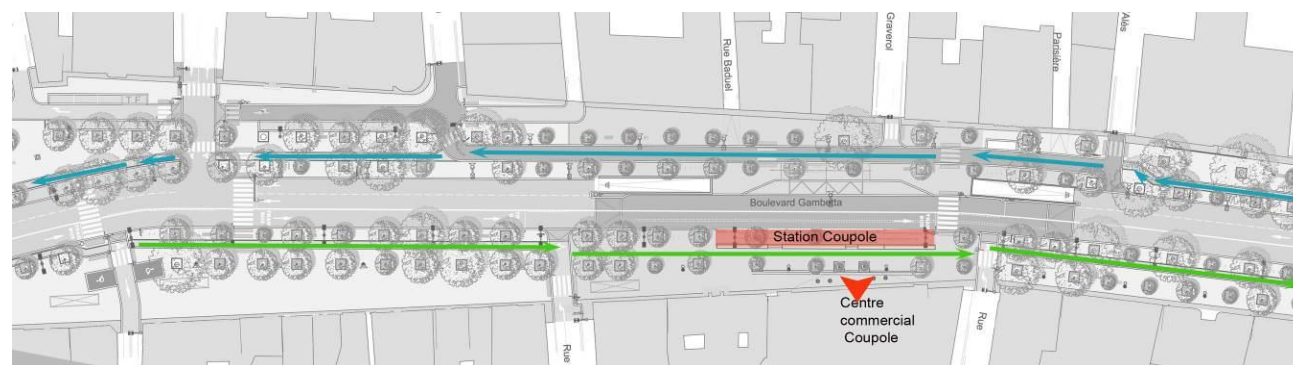 Rue Baduel
Graverol
Parisière
Alès
Boulevard Gambetta
Station Coupole
Centre
commercial
Coupole
Rue
Rue